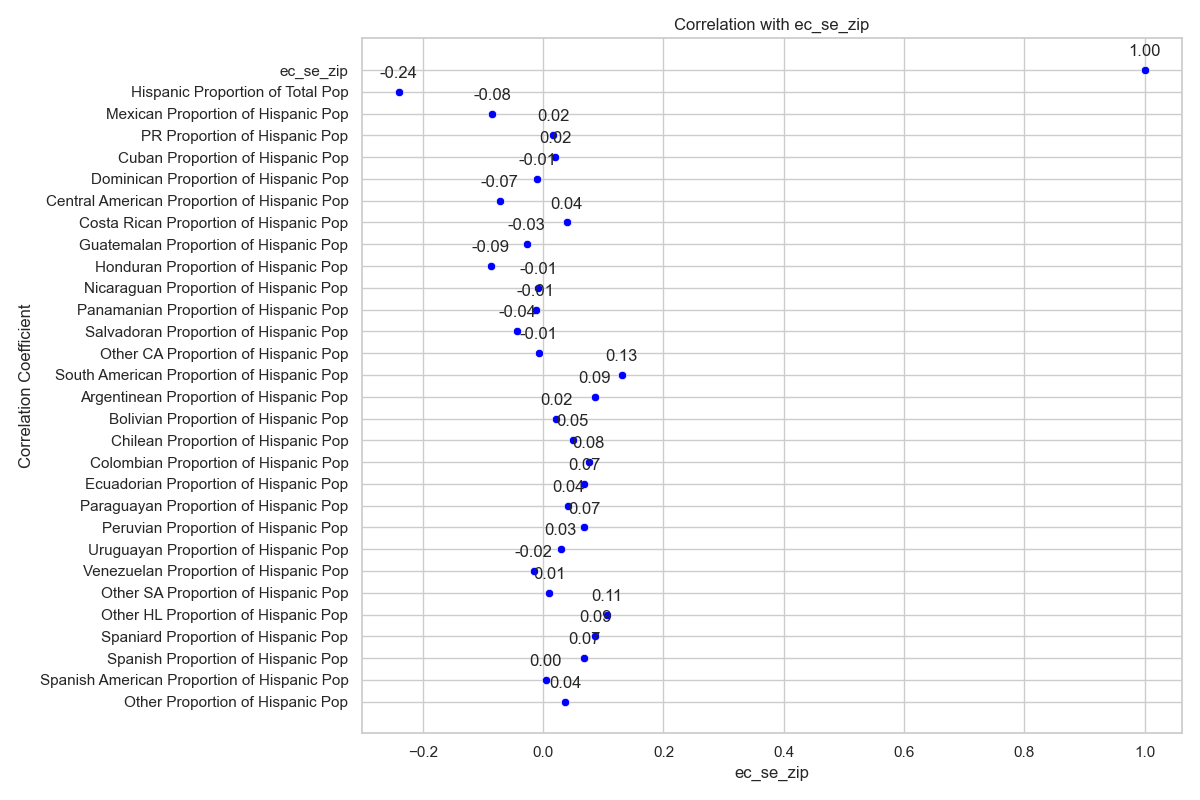 Correlation with ec_se_zip
1.00
ec_se_zip
-0.24
Hispanic Proportion of Total Pop
-0.08
Mexican Proportion of Hispanic Pop
0.02
PR Proportion of Hispanic Pop
0.02
Cuban Proportion of Hispanic Pop
-0.01
Dominican Proportion of Hispanic Pop
-0.07
Central American Proportion of Hispanic Pop
0.04
Costa Rican Proportion of Hispanic Pop
-0.03
Guatemalan Proportion of Hispanic Pop
-0.09
Honduran Proportion of Hispanic Pop
-0.01
Nicaraguan Proportion of Hispanic Pop
-0.01
Panamanian Proportion of Hispanic Pop
-0.04
Salvadoran Proportion of Hispanic Pop
-0.01
Other CA Proportion of Hispanic Pop
0.13
South American Proportion of Hispanic Pop
0.09
Argentinean Proportion of Hispanic Pop
0.02
Bolivian Proportion of Hispanic Pop
0.05
Chilean Proportion of Hispanic Pop
0.08
Colombian Proportion of Hispanic Pop
0.07
Ecuadorian Proportion of Hispanic Pop
0.04
Paraguayan Proportion of Hispanic Pop
0.07
Peruvian Proportion of Hispanic Pop
0.03
Uruguayan Proportion of Hispanic Pop
-0.02
Venezuelan Proportion of Hispanic Pop
0.01
Other SA Proportion of Hispanic Pop
0.11
Other HL Proportion of Hispanic Pop
0.09
Spaniard Proportion of Hispanic Pop
0.07
Spanish Proportion of Hispanic Pop
0.00
Spanish American Proportion of Hispanic Pop
0.04
Other Proportion of Hispanic Pop
Correlation Coefficient
−0.2 0.0 0.2 0.4 0.6 0.8 1.0
ec_se_zip